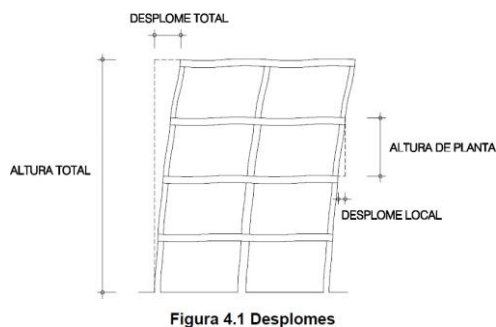 DESPLOME TOTAL
ALTURA TOTAL
ALTURA DE PLANTA
DESPLOME LOCAL
Figura 4.1 Desplomes